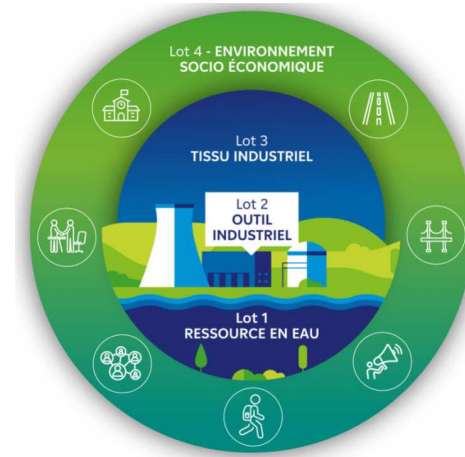 Lot 4 - ENVIRONNEMENT
SOCIO ÉCONOMIQUE
Lot 3
TISSU INDUSTRIEL
Lot 2
OUTIL
INDUSTRIEL
Lot 1
RESSOURCE EN EAU